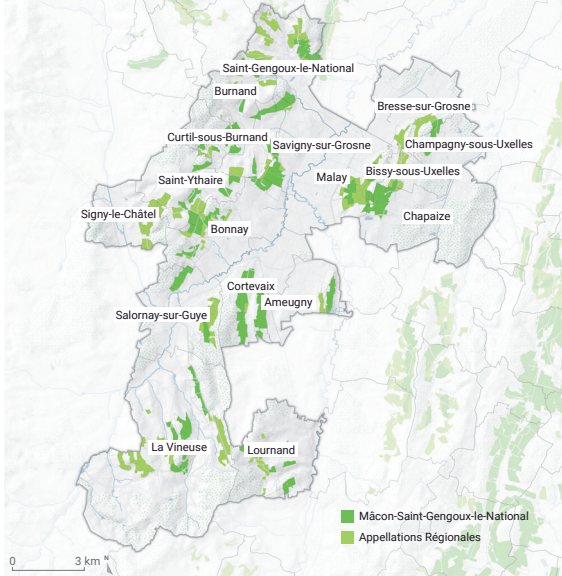 Saint-Gengoux-le-National
Burnand
Bresse-sur-Grosne
Curtil-sous-Burnand
Savigny-sur-Grosne
Champagny-sous-Uxelles
Bissy-sous-Uxelles
Malay
Saint-Ythaire
Signy-le-Châtel
Chapaize
Bonnay
Cortevaix
Ameugny
Salornay-sur-Guye
La Vineuse
Lournand
Mâcon-Saint-Gengoux-le-National
Appellations Régionales
0 3 km N